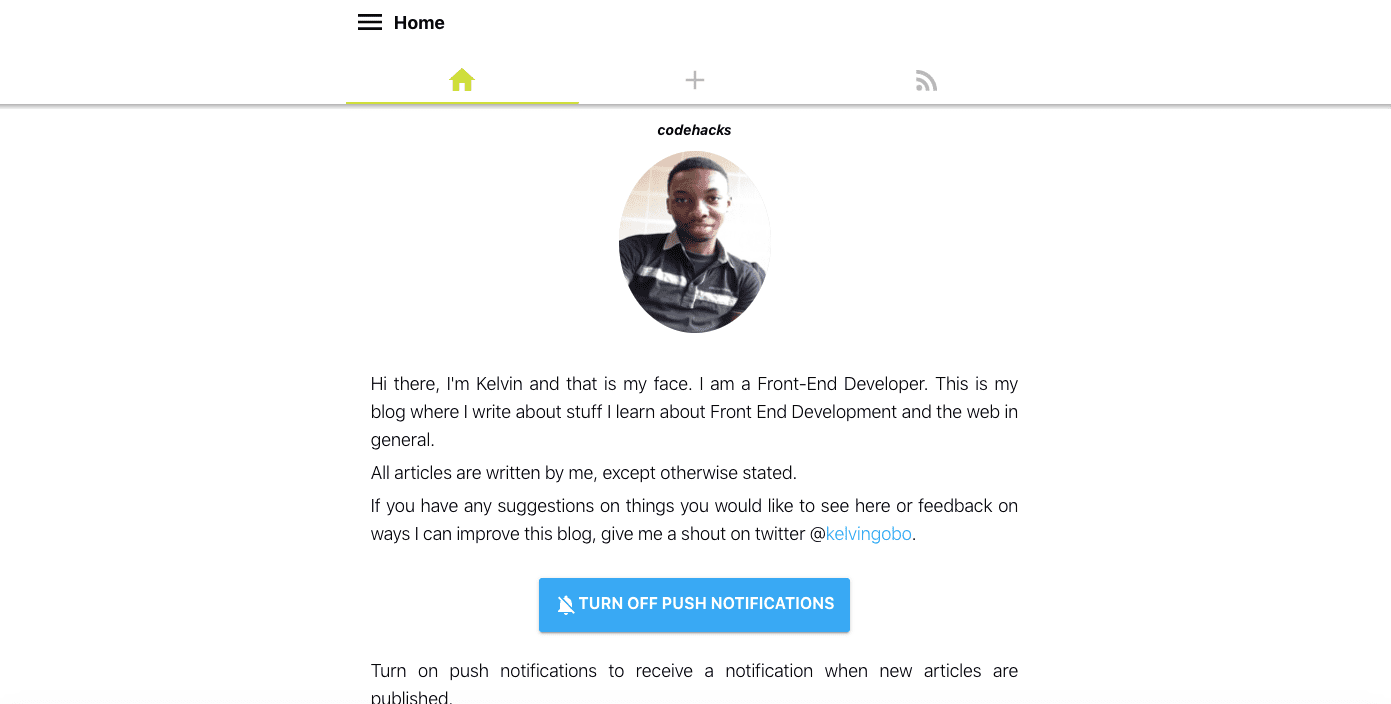 Home
codehacks
Hi there, I'm Kelvin and that is my face. I am a Front-End Developer. This is my
blog where I write about stuff I learn about Front End Development and the web in
general.
All articles are written by me, except otherwise stated.
If you have any suggestions on things you would like to see here or feedback on
ways I can improve this blog, give me a shout on twitter @kelvingobo.
TURN OFF PUSH NOTIFICATIONS
Turn on push notifications to receive a notification when new articles are
published.